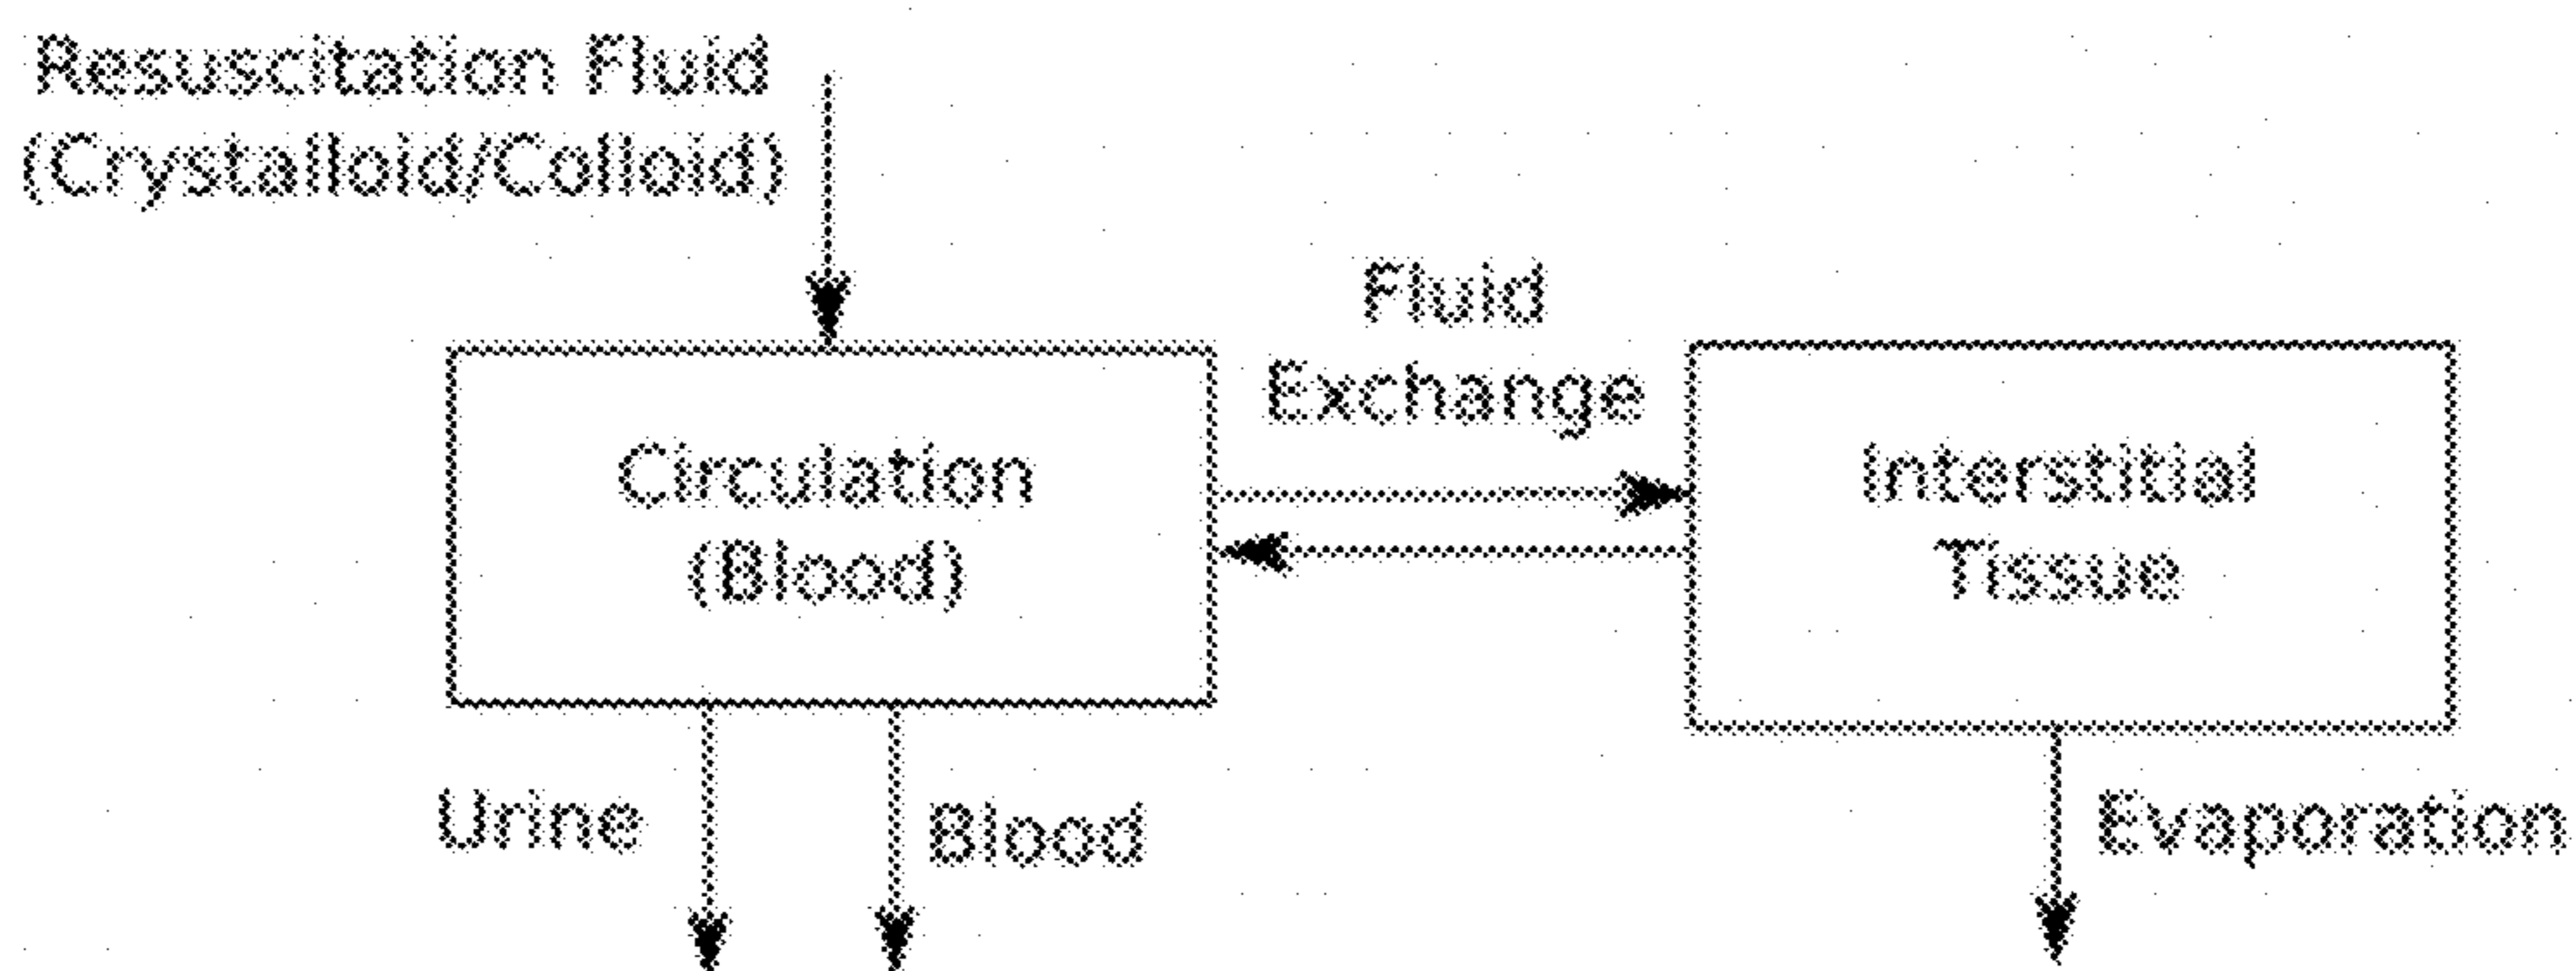 Resuscitation Fluid
(Crystalloid/Colloid)
Fluid
Exchange
Circulation
(Blood)
Interstitial
Tissue
Urine
Blood
Evaporation